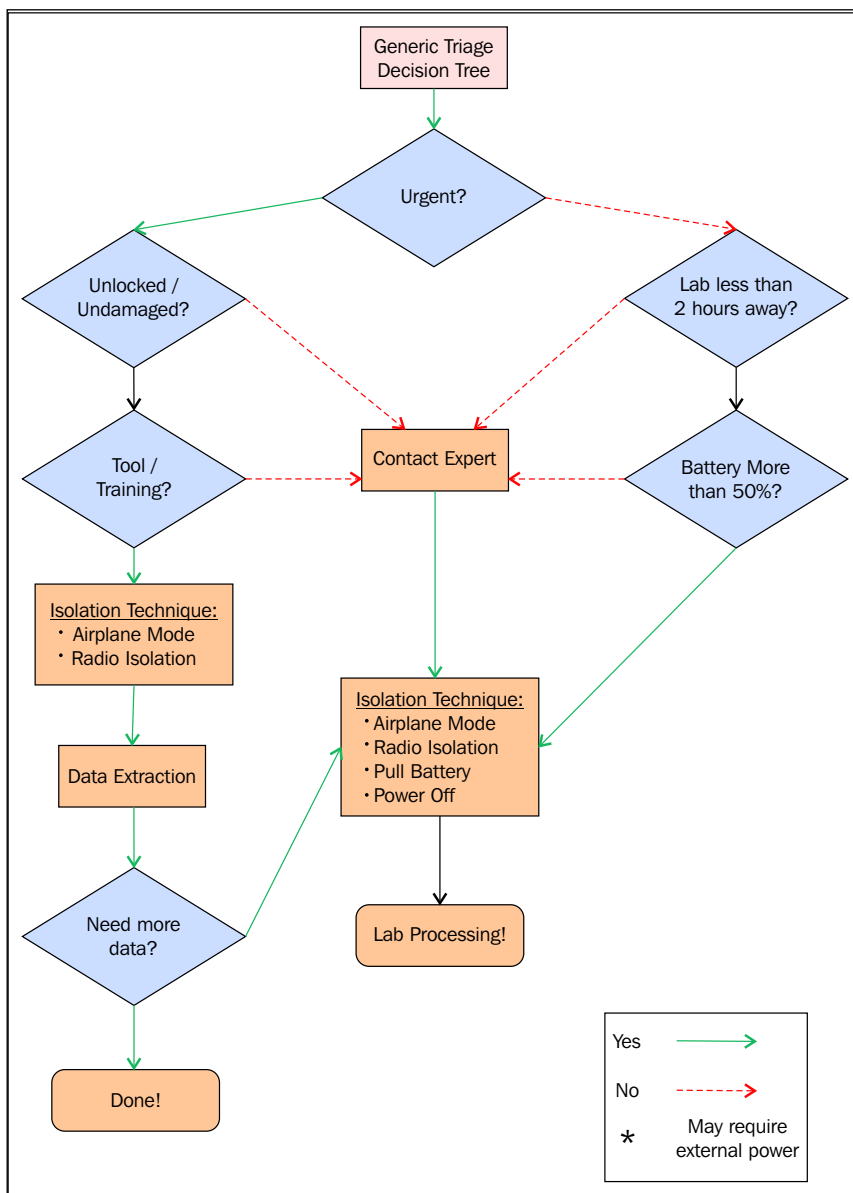 Generic Triage
Decision Tree
Urgent?
Unlocked /
Undamaged?
Lab less than
2 hours away?
Tool /
Training?
Contact Expert
Battery More
than 50%?
Isolation Technique:
· Airplane Mode
· Radio Isolation
Isolation Technique:
· Airplane Mode
· Radio Isolation
· Pull Battery
· Power Off
Data Extraction
Need more
data?
Lab Processing!
Done!
Yes
No
* May require
external power